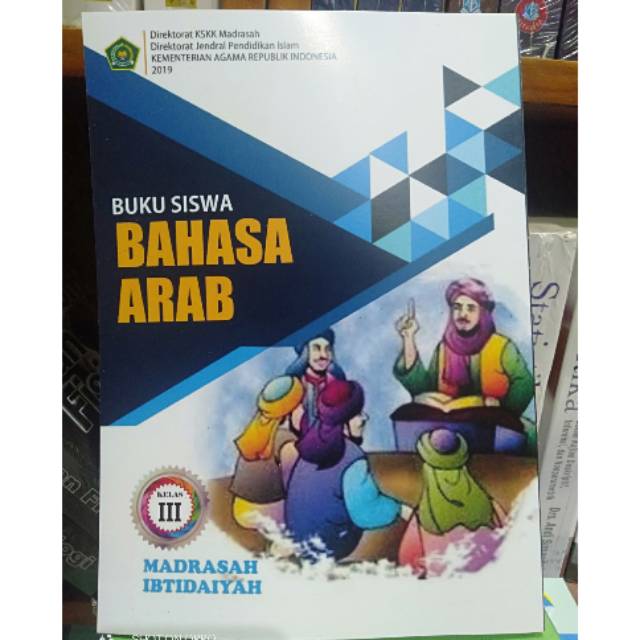 Direktorat KSKK Madrasah
Direktorat Jendral Pendidikan Islam
KEMENTERIAN AGAMA REPUBLIK INDONESIA
2019
BUKU SISWA
BAHASA
ARAB
KELAS
III
MADRASAH
IBTIDAIYAH